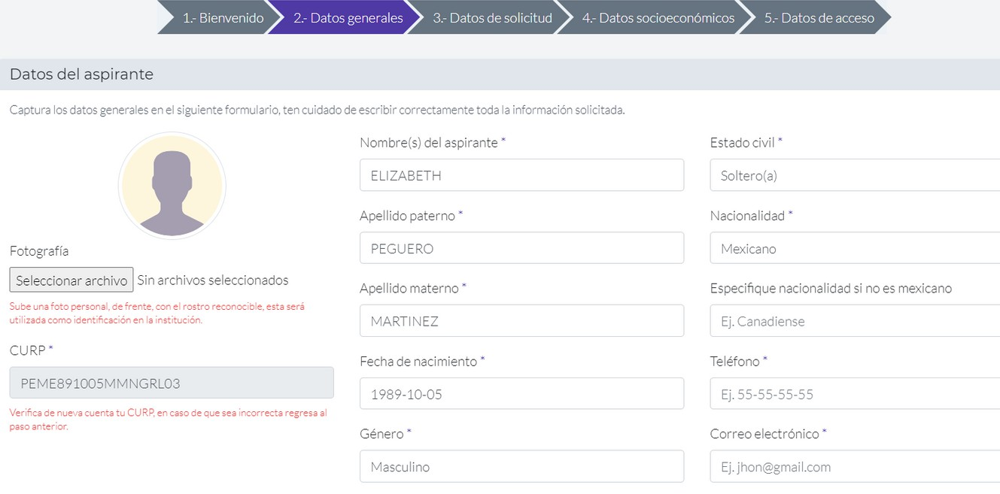 1.- Bienvenido
2.- Datos generales
3.- Datos de solicitud
4.- Datos socioeconómicos
5.- Datos de acceso
Datos del aspirante
Captura los datos generales en el siguiente formulario, ten cuidado de escribir correctamente toda la información solicitada.
Fotografía
Seleccionar archivo Sin archivos seleccionados
Sube una foto personal, de frente, con el rostro reconocible, esta será
utilizada como identificación en la institución.
CURP *
PEME891005MMNGRL03
Verifica de nueva cuenta tu CURP, en caso de que sea incorrecta regresa al
paso anterior.
Nombre(s) del aspirante *
ELIZABETH
Apellido paterno *
PEGUERO
Apellido materno *
MARTINEZ
Fecha de nacimiento *
1989-10-05
Género *
Masculino
Estado civil *
Soltero(a)
Nacionalidad *
Mexicano
Especifique nacionalidad si no es mexicano
Ej. Canadiense
Teléfono *
Ej. 55-55-55-55
Correo electrónico *
Ej. jhon@gmail.com